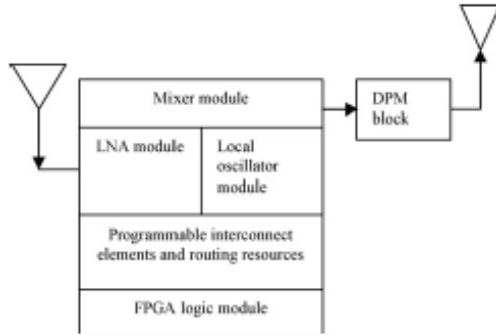 Mixer module
DPM
block
LNA module
Local
oscillator
module
Programmable interconnect
elements and routing resources
FPGA logic module